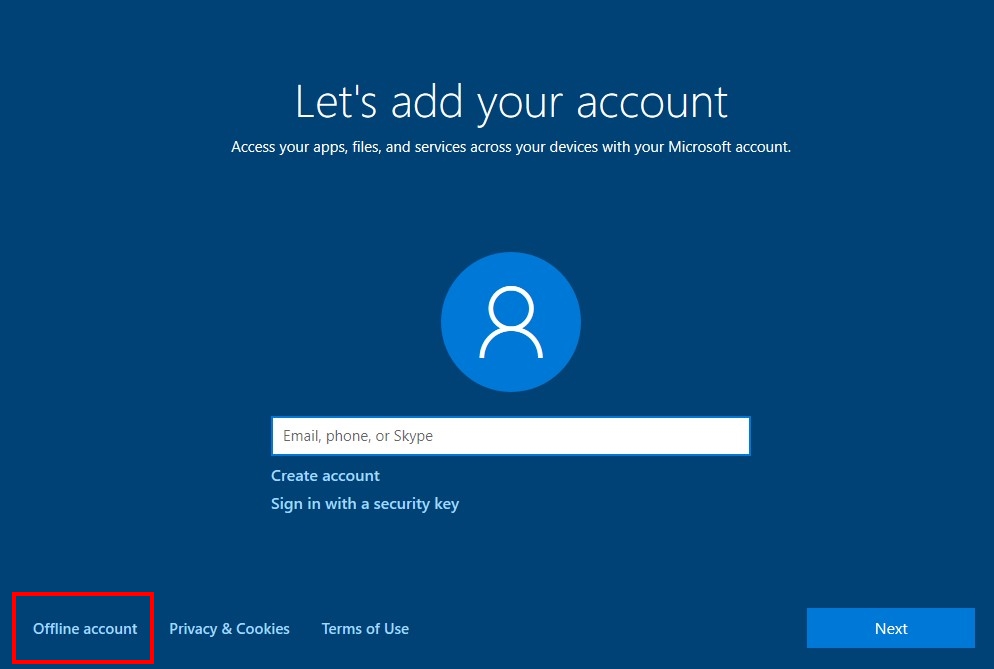 Let's add your account
Access your apps, files, and services across your devices with your Microsoft account.
Email, phone, or Skype
Create account
Sign in with a security key
Offline account
Privacy & Cookies
Terms of Use
Next